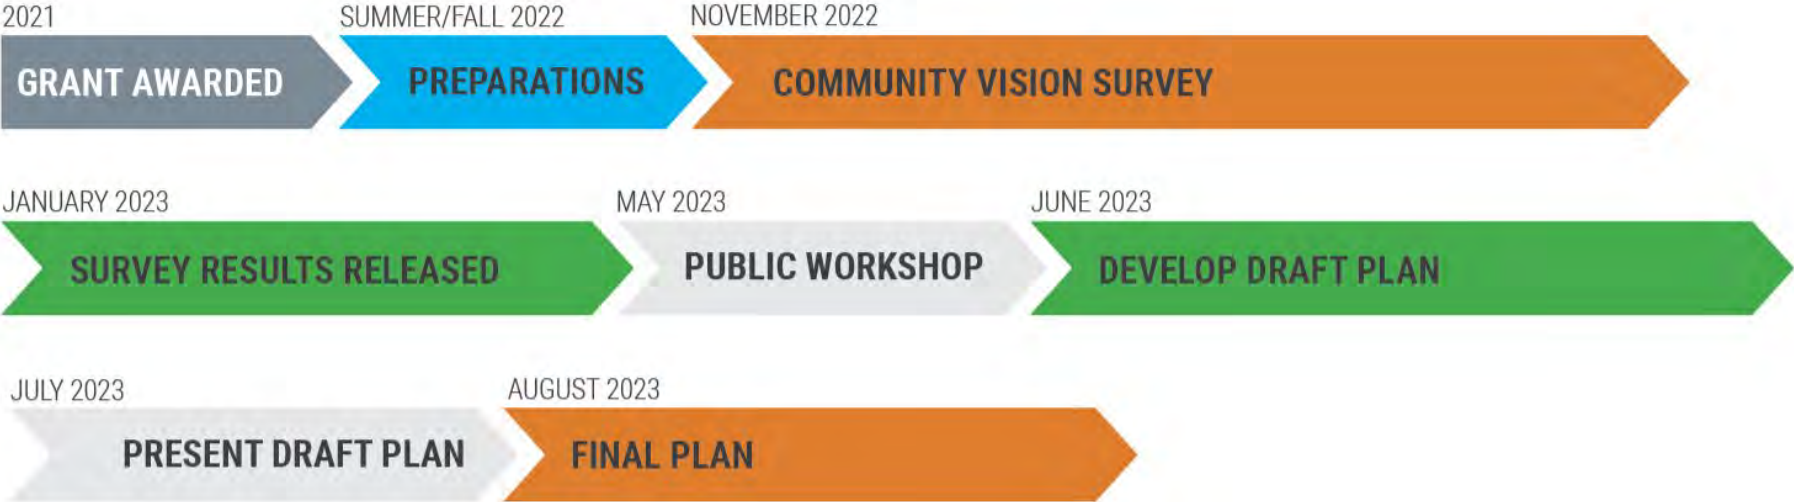 2021
SUMMER/FALL 2022
NOVEMBER 2022
GRANT AWARDED
PREPARATIONS
COMMUNITY VISION SURVEY
JANUARY 2023
MAY 2023
JUNE 2023
SURVEY RESULTS RELEASED
PUBLIC WORKSHOP
DEVELOP DRAFT PLAN
JULY 2023
AUGUST 2023
PRESENT DRAFT PLAN
FINAL PLAN